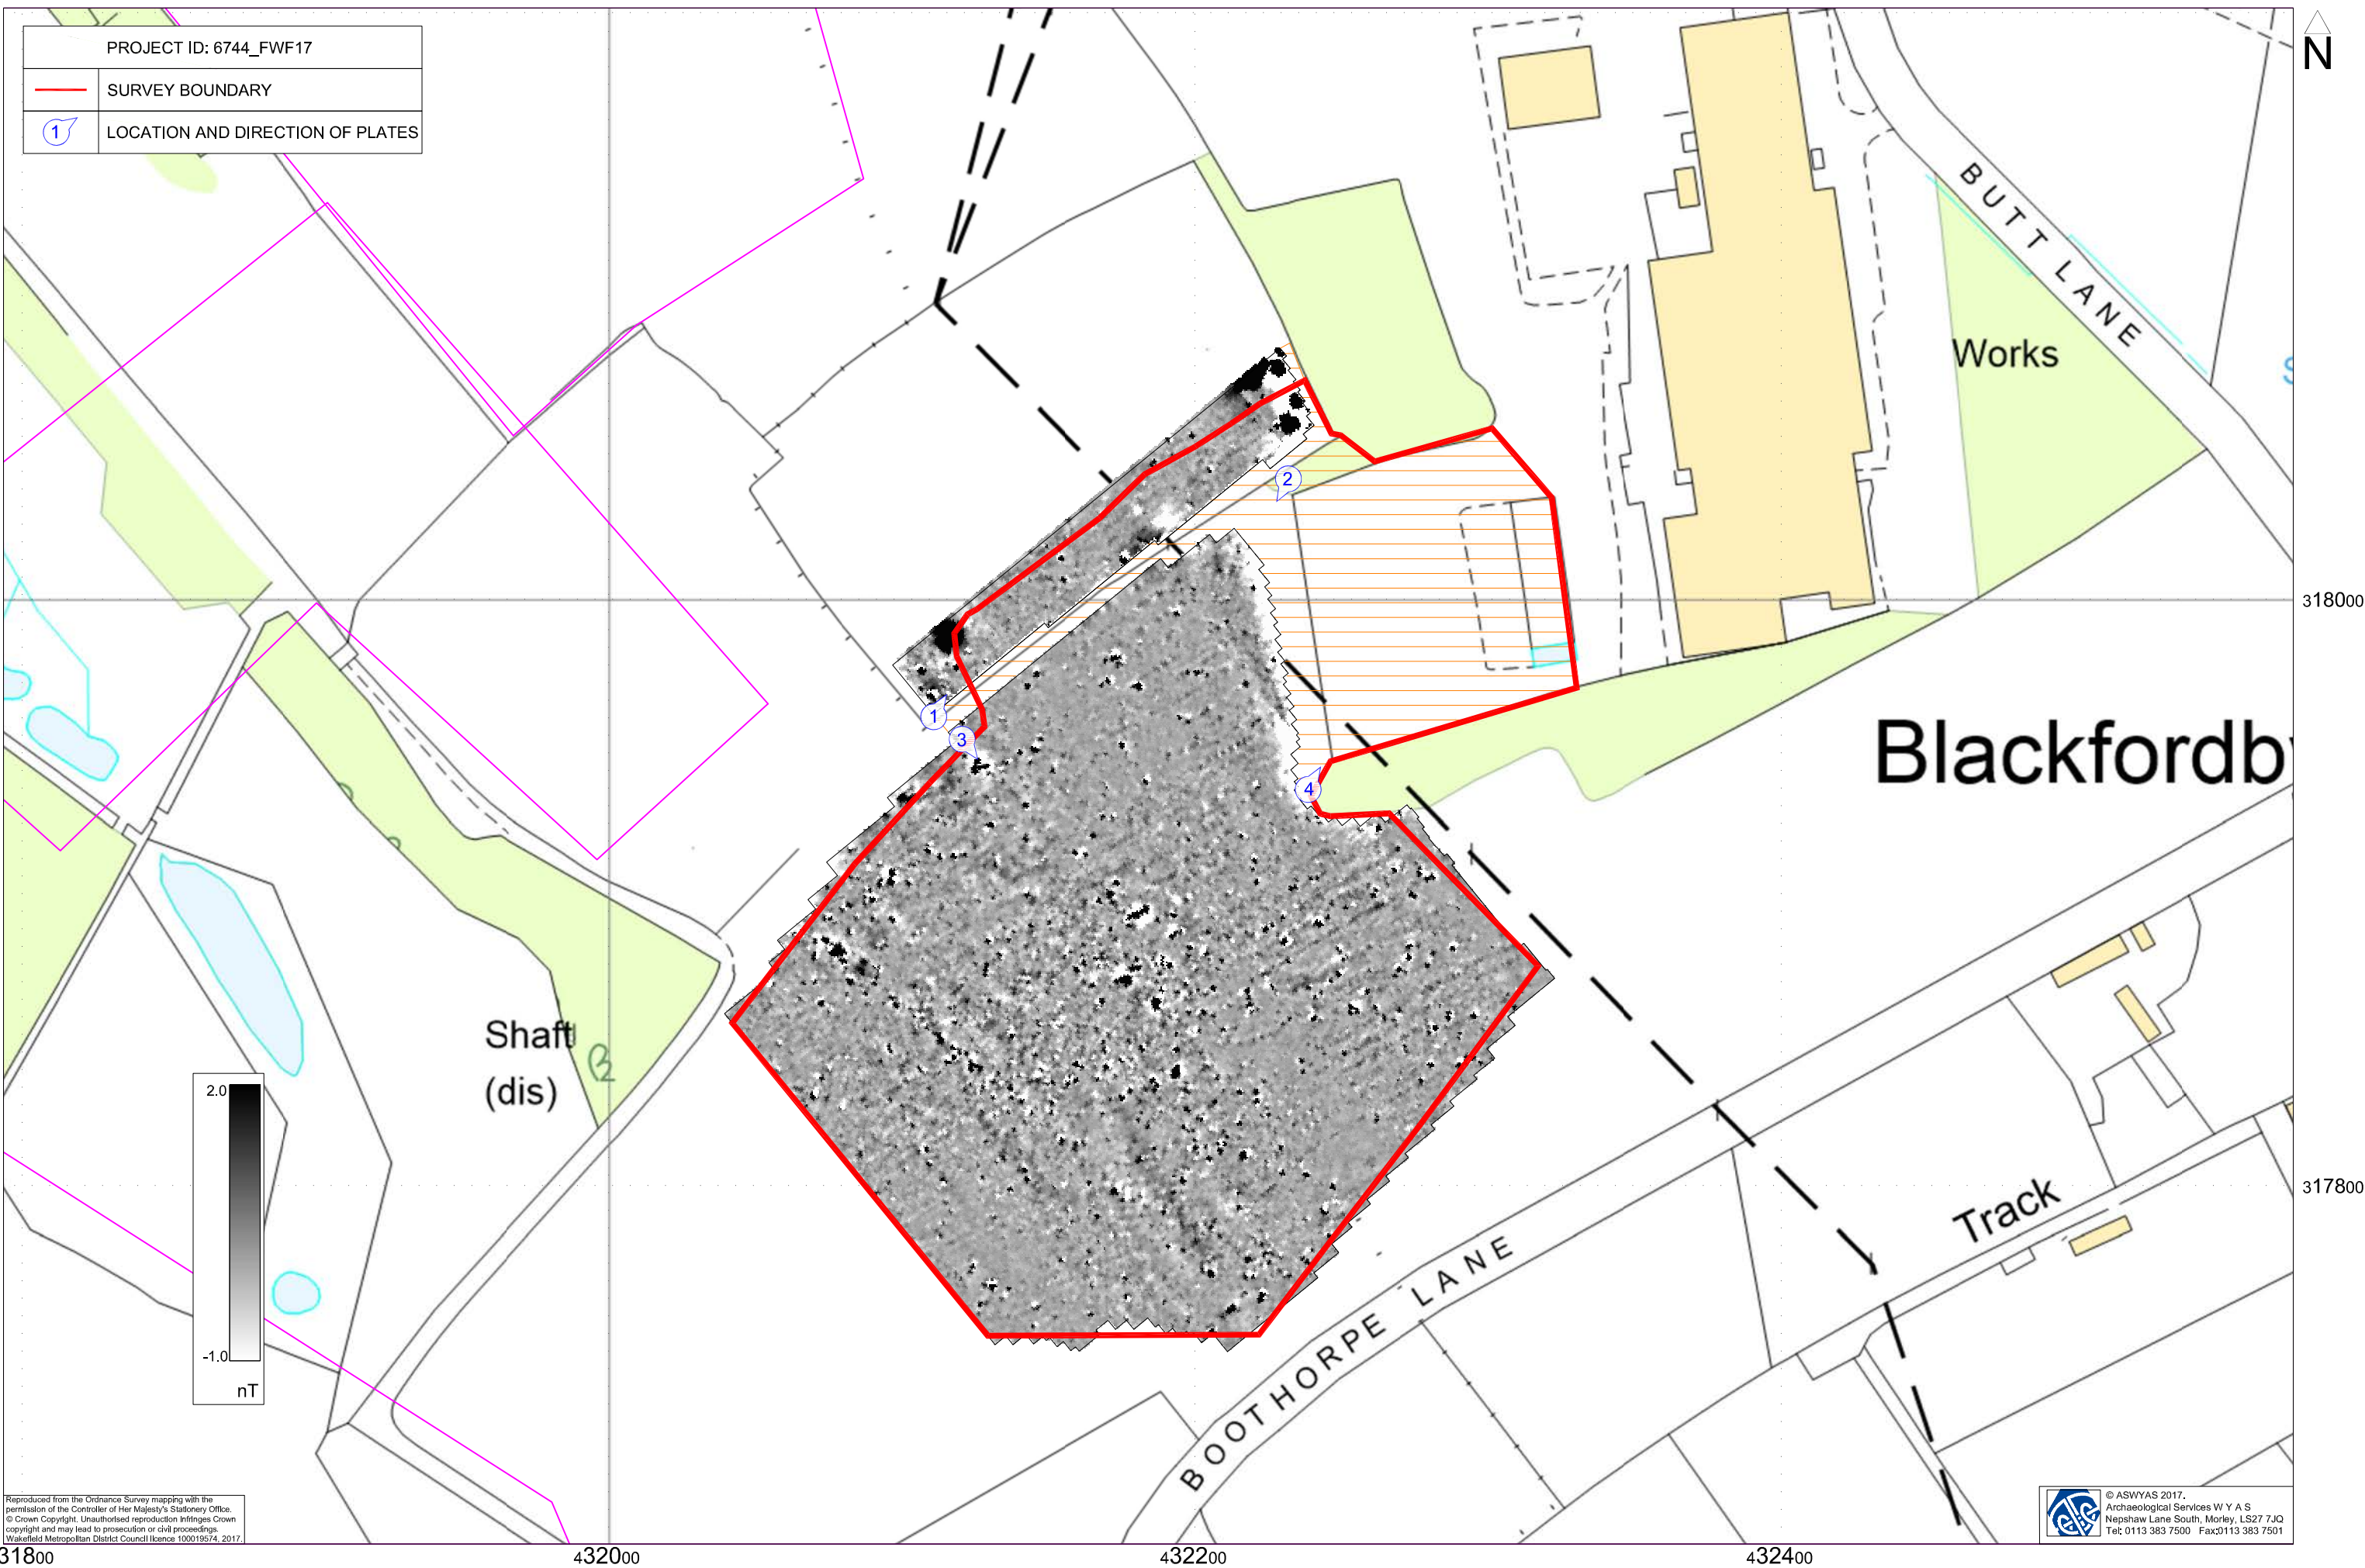 PROJECT ID: 6744_FWF17
SURVEY BOUNDARY
1 LOCATION AND DIRECTION OF PLATES
N
BUTT LANE
Works
S
2
318000
1
3
4
Blackfordby
Shaft
(dis)
2.0
-1.0
nT
317800
Track
BOOTHORPE LANE
Reproduced from the Ordnance Survey mapping with the
permission of the Controller of Her Majesty's Stationery Office.
© Crown Copyright. Unauthorised reproduction infringes Crown
copyright and may lead to prosecution or civil proceedings.
Wakefield Metropolitan District Council licence 100019574, 2017.
© ASWYAS 2017.
Archaeological Services W Y A S
Nepshaw Lane South, Morley, LS27 7JQ
Tel: 0113 383 7500 Fax:0113 383 7501
31800
432000
432200
432400